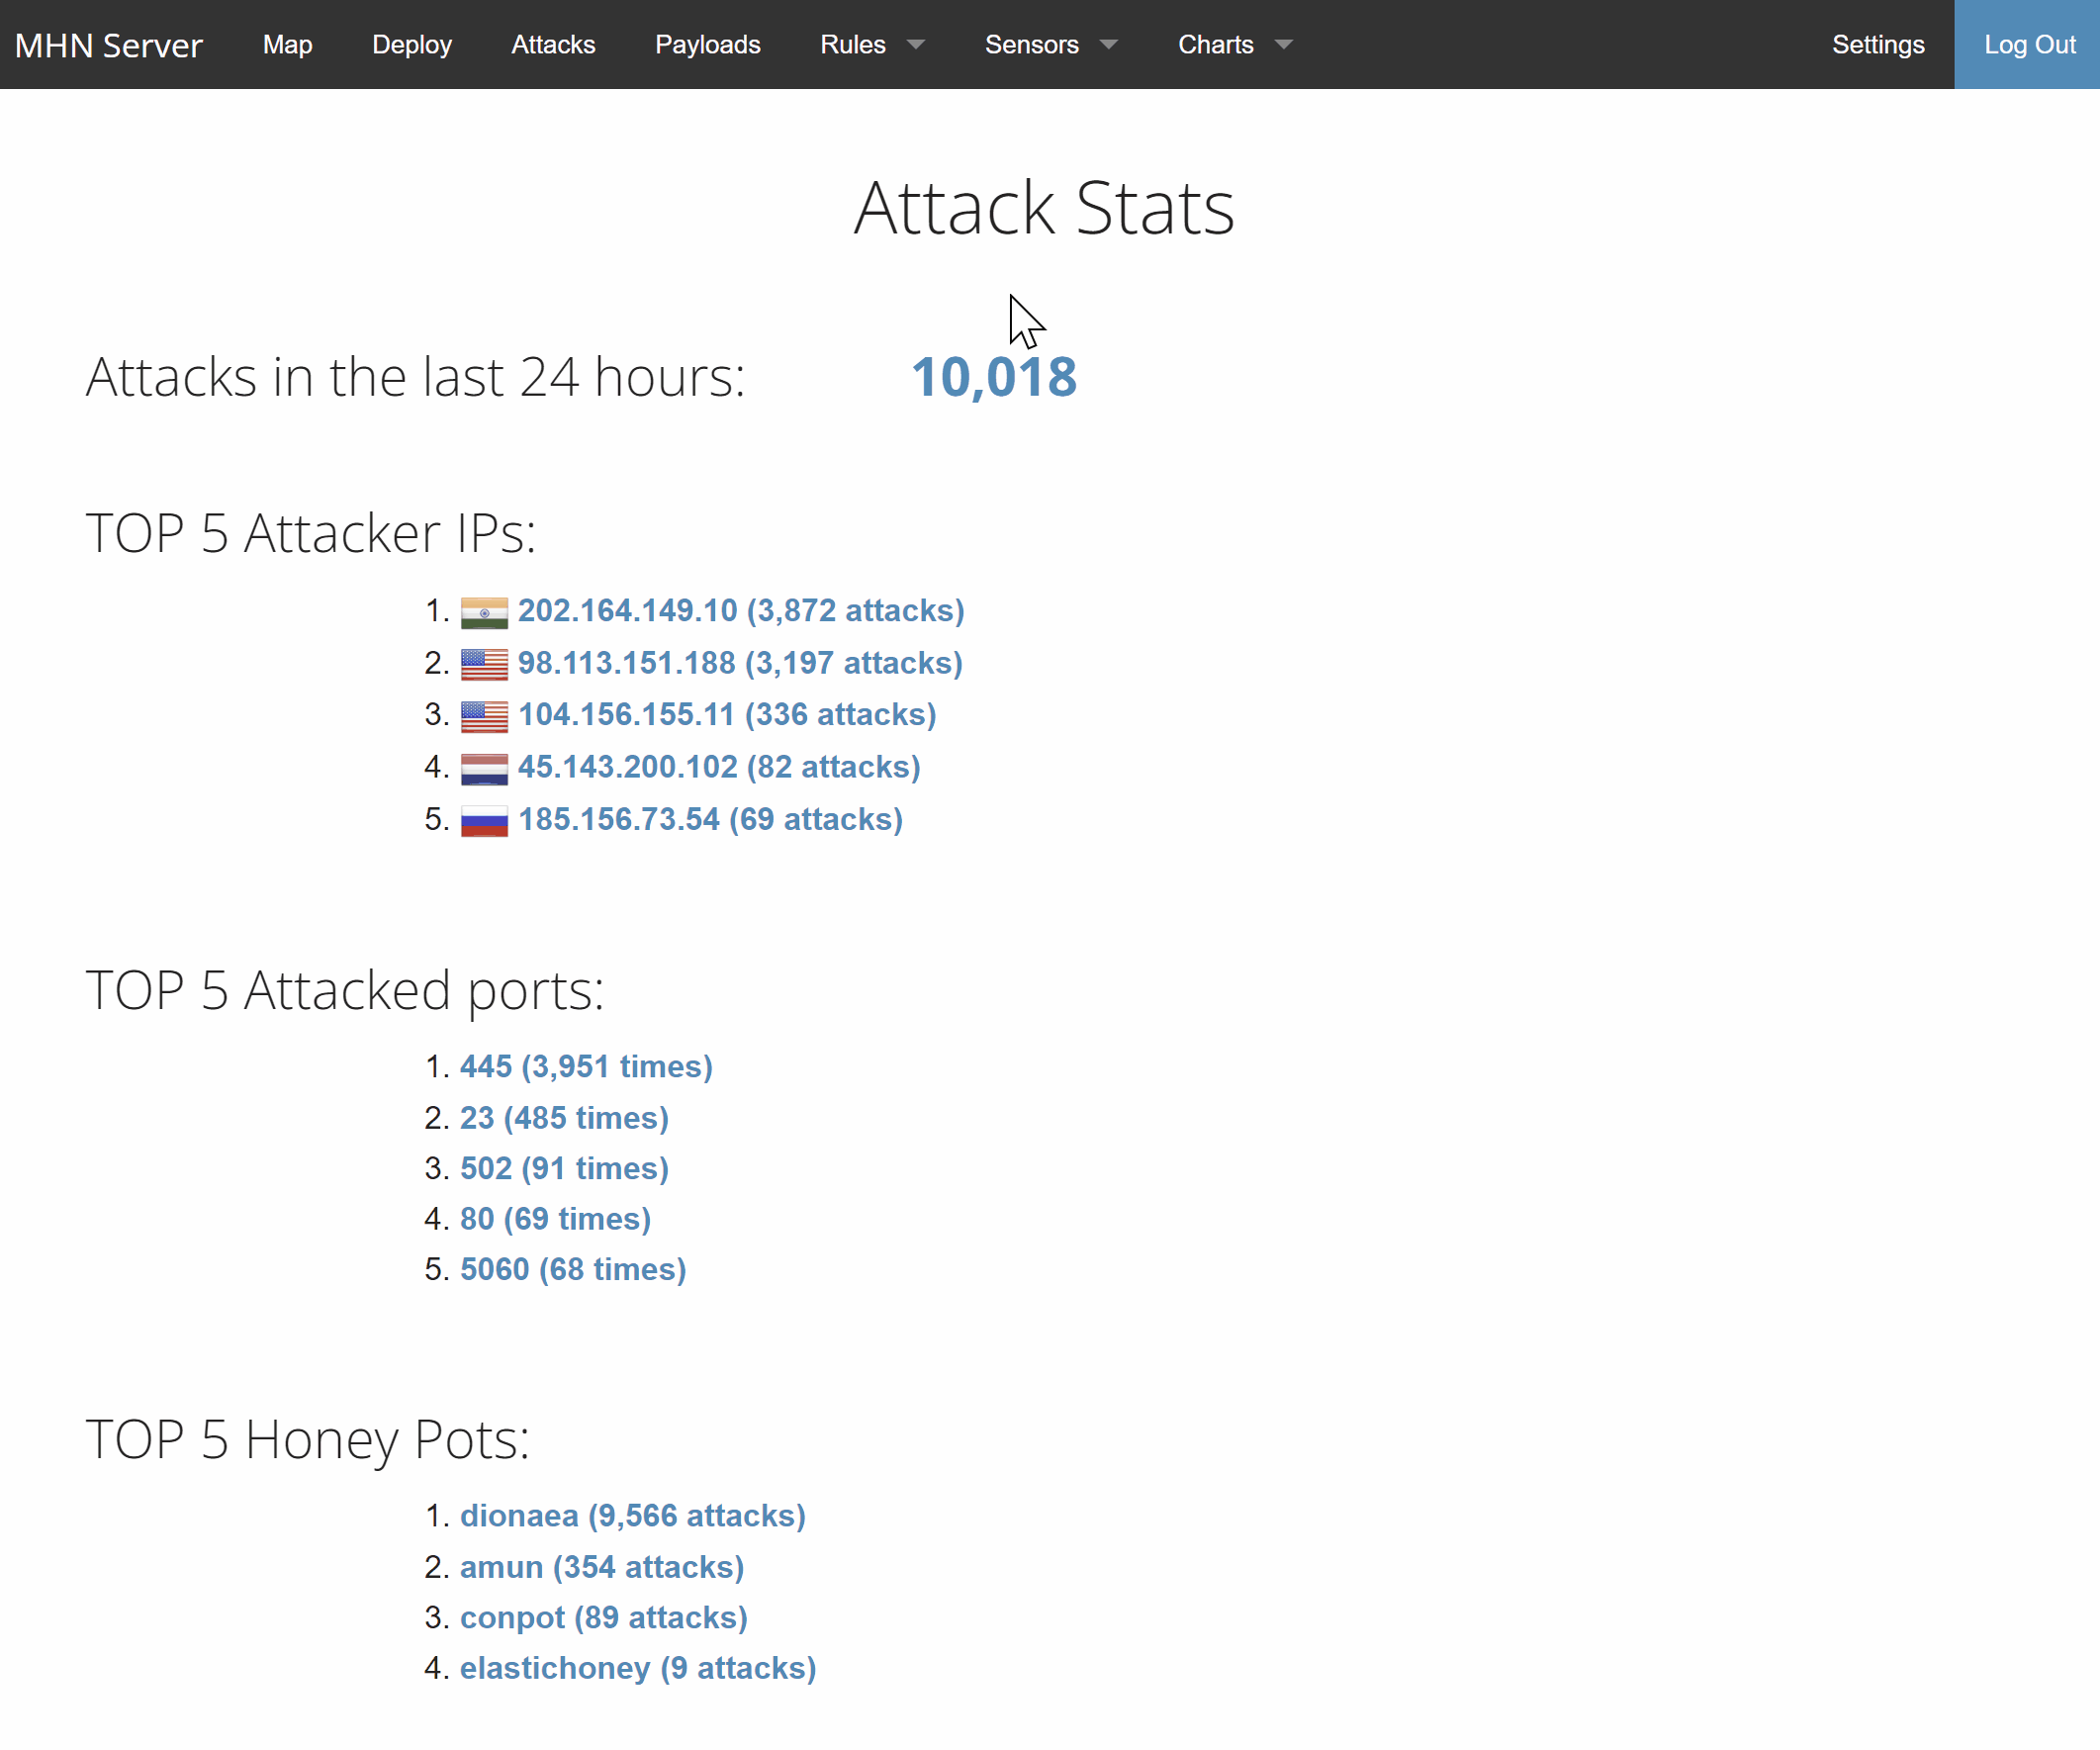 MHN Server Map Deploy Attacks Payloads Rules Sensors Charts Settings Log Out
Attack Stats
Attacks in the last 24 hours: 10,018
TOP 5 Attacker IPs:
1. 202.164.149.10 (3,872 attacks)
2. 98.113.151.188 (3,197 attacks)
3. 104.156.155.11 (336 attacks)
4. 45.143.200.102 (82 attacks)
5. 185.156.73.54 (69 attacks)
TOP 5 Attacked ports:
1. 445 (3,951 times)
2. 23 (485 times)
3. 502 (91 times)
4. 80 (69 times)
5. 5060 (68 times)
TOP 5 Honey Pots:
1. dionaea (9,566 attacks)
2. amun (354 attacks)
3. conpot (89 attacks)
4. elastichoney (9 attacks)